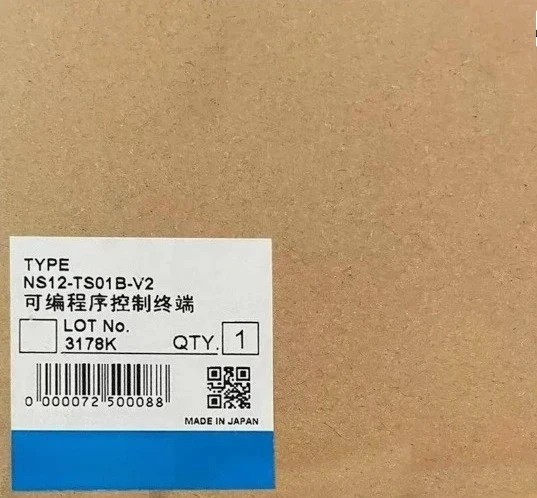 TYPE
NS12-TS01B-V2
可编程序控制终端
LOT No.
3178K QTY. 1
0 000072 500088
MADE IN JAPAN